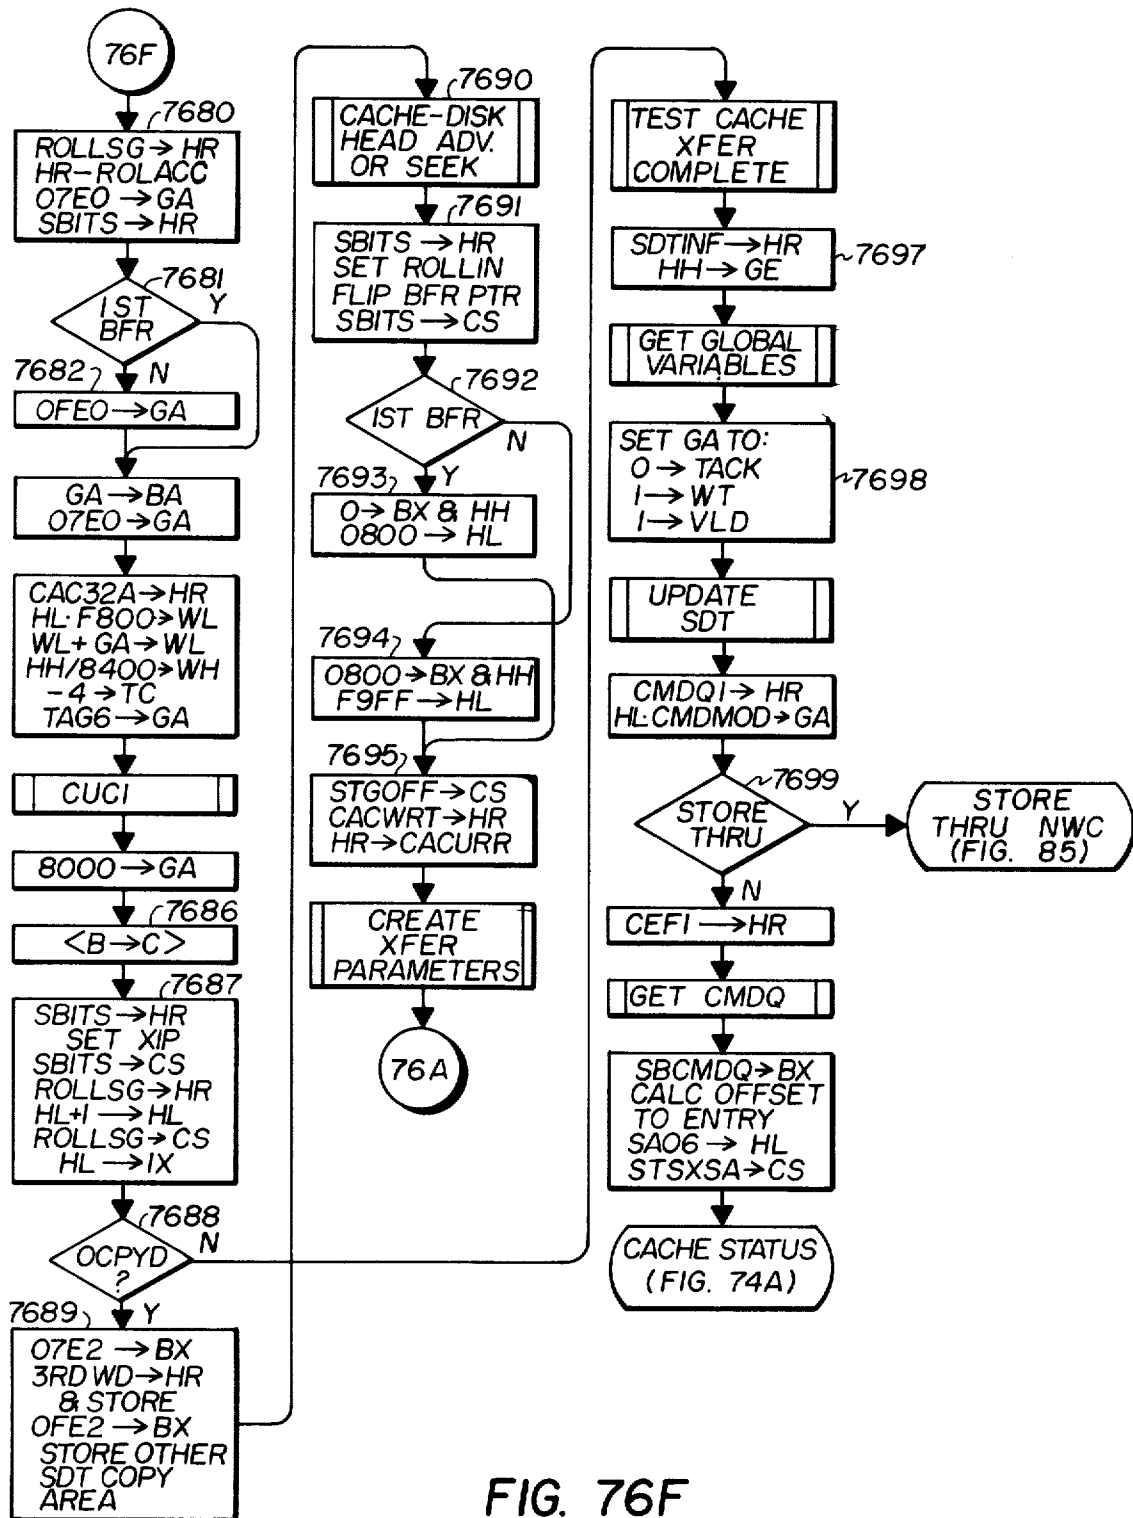 76F
7680
ROLLSG→HR
HR-ROLACC
07E0→GA
SBITS→HR
7681
1ST
BFR
Y
N
7682
0FE0→GA
GA→BA
07E0→GA
CAC32A→HR
HL·F800→WL
WL+GA→WL
HH/8400→WH
-4→TC
TAG6→GA
CUCI
8000→GA
7686
<B→C>
7687
SBITS→HR
SET XIP
SBITS→CS
ROLLSG→HR
HL+1→HL
ROLLSG→CS
HL→IX
7688
OCPYD
?
N
Y
7689
07E2→BX
3RD WD→HR
& STORE
0FE2→BX
STORE OTHER
SDT COPY
AREA
7690
CACHE-DISK
HEAD ADV.
OR SEEK
7691
SBITS→HR
SET ROLLIN
FLIP BFR PTR
SBITS→CS
7692
1ST BFR
N
Y
7693
0→BX & HH
0800→HL
7694
0800→BX & HH
F9FF→HL
7695
STGOFF→CS
CACWRT→HR
HR→CACURR
CREATE
XFER
PARAMETERS
76A
TEST CACHE
XFER
COMPLETE
SDTINF→HR
HH→GE
7697
GET GLOBAL
VARIABLES
SET GA TO:
0→TACK
1→WT
1→VLD
7698
UPDATE
SDT
CMDQ1→HR
HL·CMDMOD→GA
7699
STORE
THRU
Y
STORE
THRU NWC
(FIG. 85)
N
CEF1→HR
GET CMDQ
SBCMDQ→BX
CALC OFFSET
TO ENTRY
SA06→HL
STSXSA→CS
CACHE STATUS
(FIG. 74A)
FIG. 76F